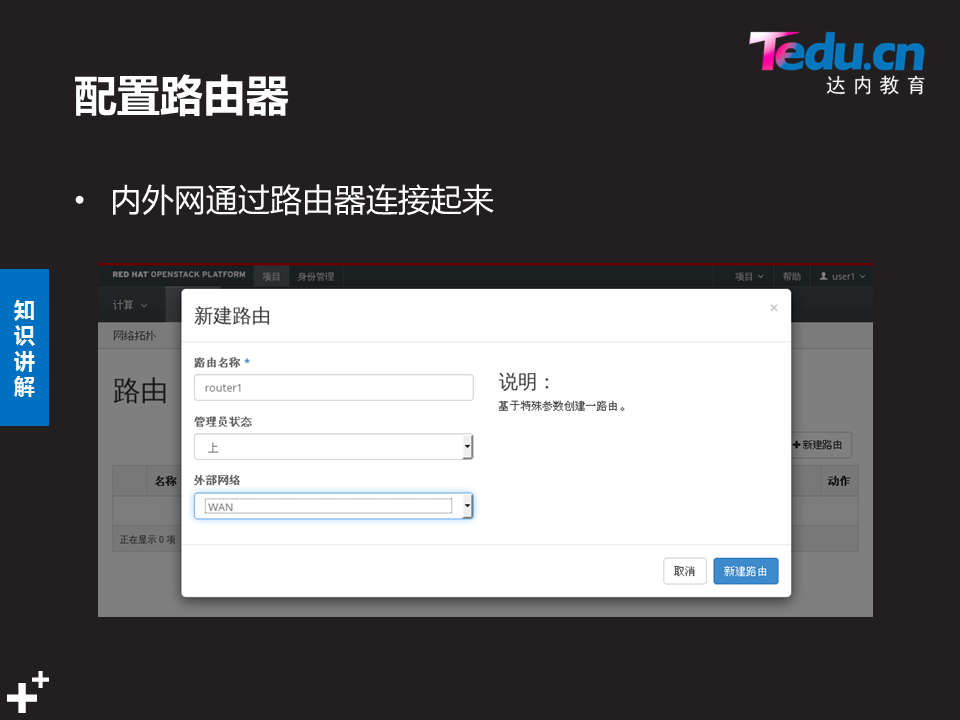 Tedu.cn
达内教育
配置路由器
• 内外网通过路由器连接起来
知识讲解
RED HAT OPENSTACK PLATFORM 项目 身份管理 项目 帮助 user1
计算
网络拓扑
路由
新建路由 ×
路由名称 *
router1
说明：
基于特殊参数创建一路由。
管理员状态
上
外部网络
WAN
+新建路由
名称 动作
正在显示 0 项
取消 新建路由